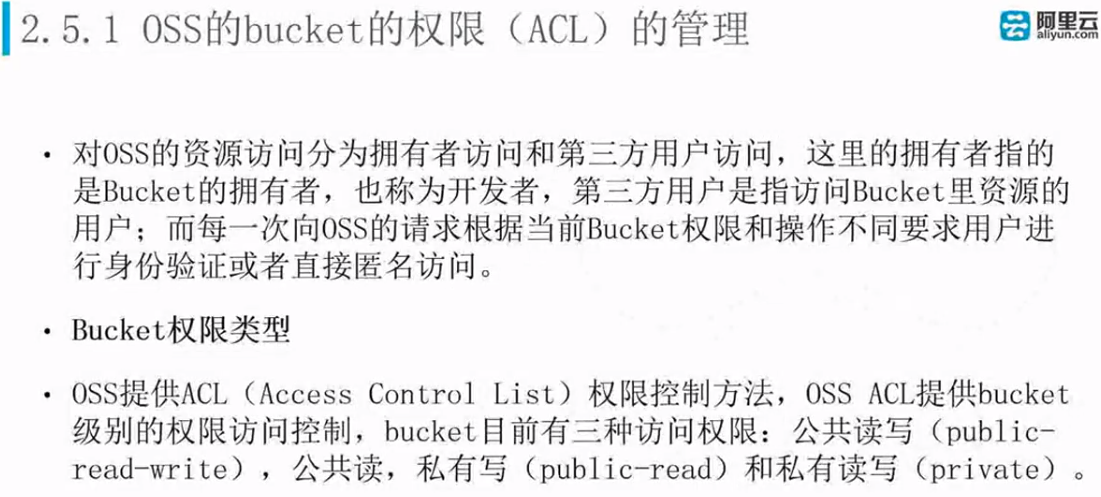 2.5.1 OSS的bucket的权限（ACL）的管理
阿里云
aliyun.com
· 对OSS的资源访问分为拥有者访问和第三方用户访问，这里的拥有者指的
是Bucket的拥有者，也称为开发者，第三方用户是指访问Bucket里资源的
用户；而每一次向OSS的请求根据当前Bucket权限和操作不同要求用户进
行身份验证或者直接匿名访问。
· Bucket权限类型
· OSS提供ACL（Access Control List）权限控制方法，OSS ACL提供bucket
级别的权限访问控制，bucket目前有三种访问权限：公共读写（public-
read-write），公共读，私有写（public-read）和私有读写（private）。